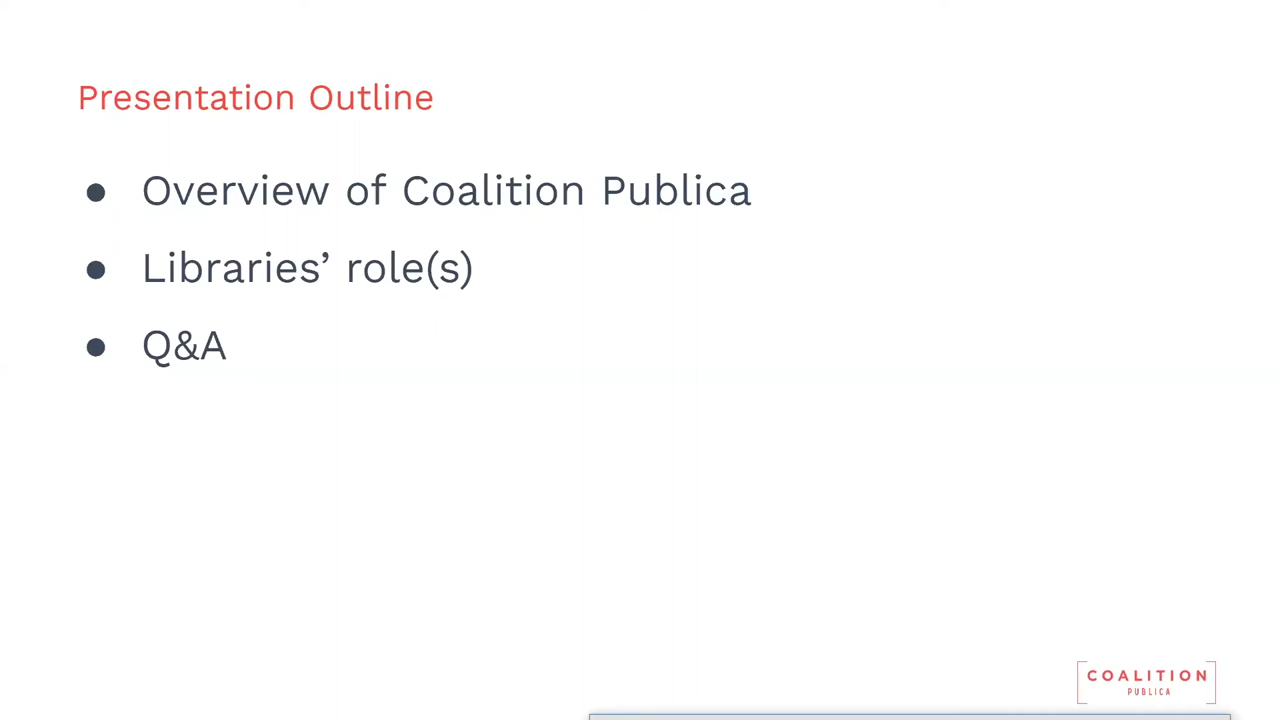 Presentation Outline
● Overview of Coalition Publica
● Libraries’ role(s)
● Q&A
COALITION
PUBLICA